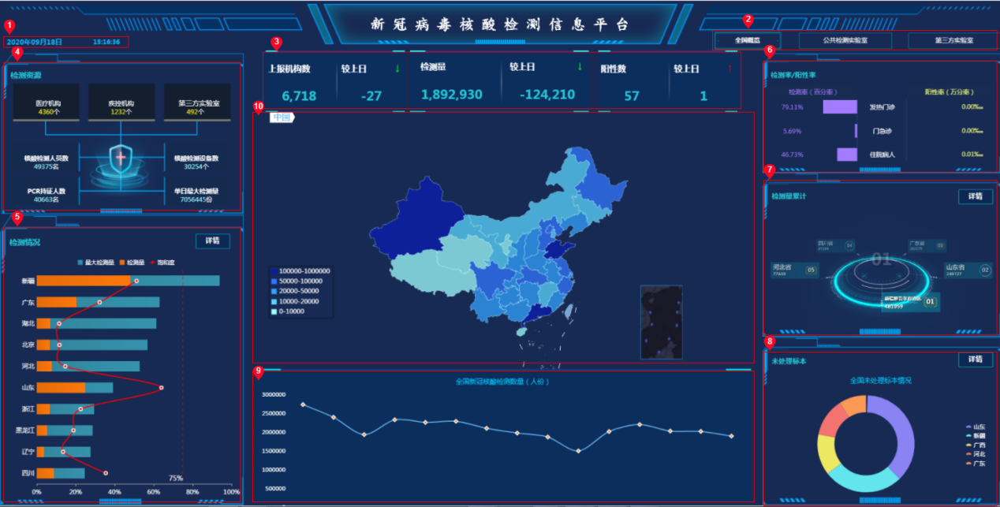 新冠病毒核酸检测信息平台
1
2020年09月18日
15:16:36
2
全国概览
公共检测实验室
第三方实验室
3
上报机构数
较上日 ↓
6,718
-27
检测量
较上日 ↓
1,892,930
-124,210
阳性数
较上日 ↑
57
1
4
检测资源
医疗机构
4360个
疾控机构
1232个
第三方实验室
492个
核酸检测人员数
49375名
核酸检测设备数
30254个
PCR持证人数
40663名
单日最大检测量
7056445份
5
检测情况
详情
最大检测量 检测量 饱和度
新疆
广东
湖北
北京
河北
山东
浙江
黑龙江
辽宁
四川
75%
0% 20% 40% 60% 80% 100%
10
中国
100000-1000000
50000-100000
20000-50000
10000-20000
0-10000
9
全国新冠核酸检测数量（人份）
3000000
2500000
2000000
1500000
1000000
500000
6
检测率/阳性率
检测率（百分率）
阳性率（万分率）
79.11% 发热门诊 0.00‱
5.69% 门急诊 0.00‱
46.73% 住院病人 0.01‱
7
检测量累计
详情
四川省
04
广东省
03
河北省
77659
05
01
山东省
249727
02
新疆维吾尔自治区
481959
01
8
未处理标本
详情
全国未处理标本情况
山东
新疆
广西
河北
广东